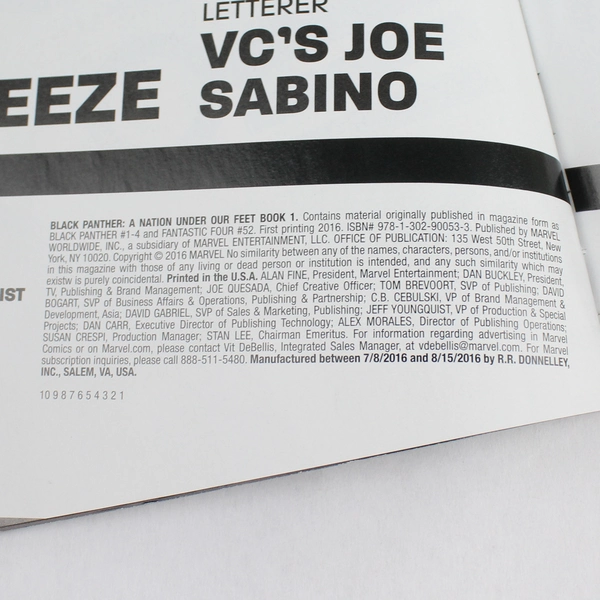 LETTERER
VC'S JOE
EEZE SABINO
IST
BLACK PANTHER: A NATION UNDER OUR FEET BOOK 1. Contains material originally published in magazine form as
BLACK PANTHER #1-4 and FANTASTIC FOUR #52. First printing 2016. ISBN# 978-1-302-90053-3. Published by MARVEL
WORLDWIDE, INC., a subsidiary of MARVEL ENTERTAINMENT, LLC. OFFICE OF PUBLICATION: 135 West 50th Street, New
York, NY 10020. Copyright © 2016 MARVEL No similarity between any of the names, characters, persons, and/or institutions
in this magazine with those of any living or dead person or institution is intended, and any such similarity which may
existw is purely coincidental. Printed in the U.S.A. ALAN FINE, President, Marvel Entertainment; DAN BUCKLEY, President,
TV, Publishing & Brand Management; JOE QUESADA, Chief Creative Officer; TOM BREVOORT, SVP of Publishing; DAVID
BOGART, SVP of Business Affairs & Operations, Publishing & Partnership; C.B. CEBULSKI, VP of Brand Management &
Development, Asia; DAVID GABRIEL, SVP of Sales & Marketing, Publishing; JEFF YOUNGQUIST, VP of Production & Special
Projects; DAN CARR, Executive Director of Publishing Technology; ALEX MORALES, Director of Publishing Operations;
SUSAN CRESPI, Production Manager; STAN LEE, Chairman Emeritus. For information regarding advertising in Marvel
Comics or on Marvel.com, please contact Vit DeBellis, Integrated Sales Manager, at vdebellis@marvel.com. For Marvel
subscription inquiries, please call 888-511-5480. Manufactured between 7/8/2016 and 8/15/2016 by R.R. DONNELLEY,
INC., SALEM, VA, USA.
10 9 8 7 6 5 4 3 2 1